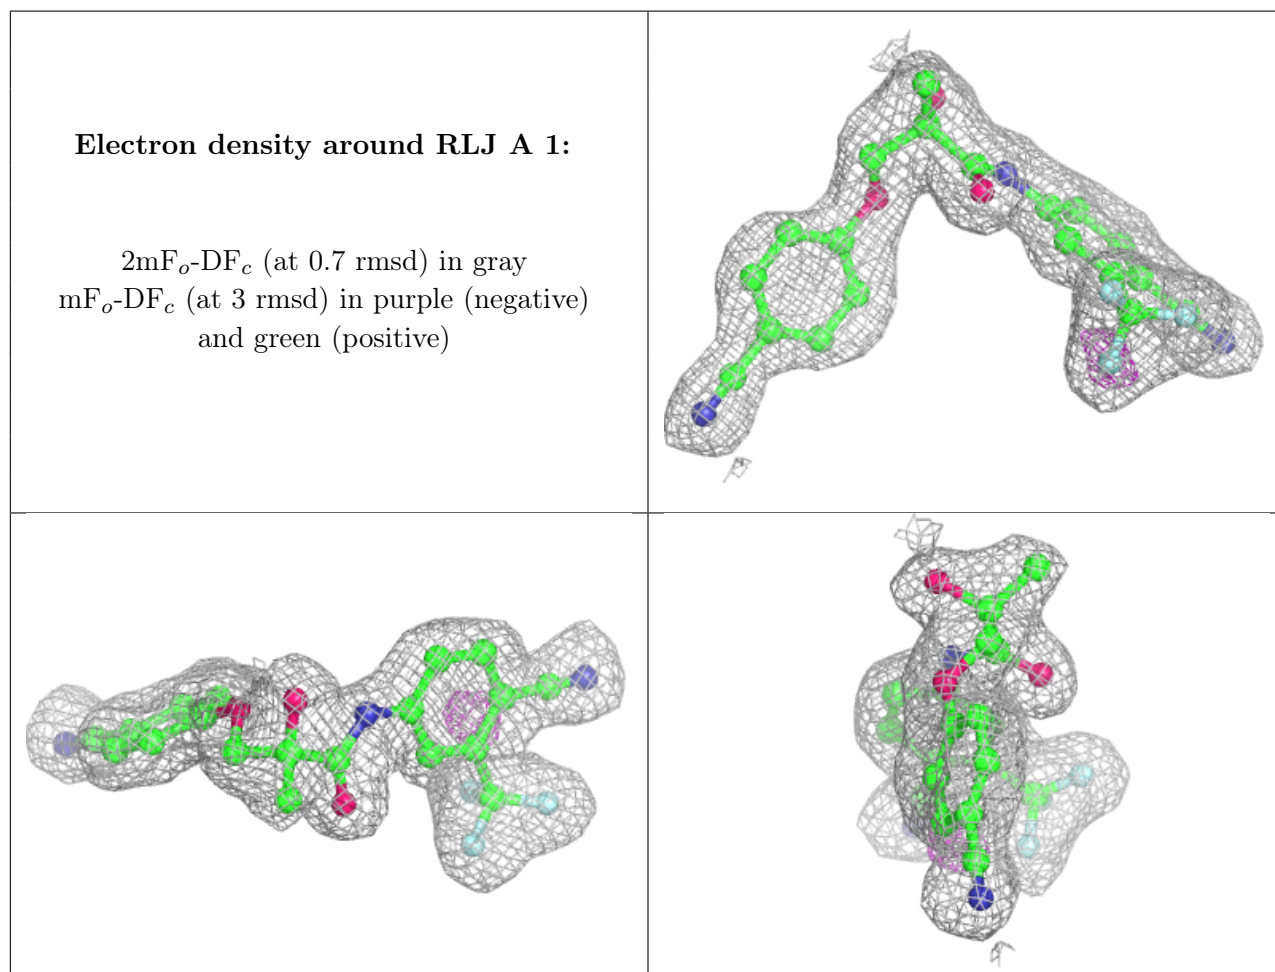 Electron density around RLJ A 1:
2mFo-DFc (at 0.7 rmsd) in gray
mFo-DFc (at 3 rmsd) in purple (negative)
and green (positive)